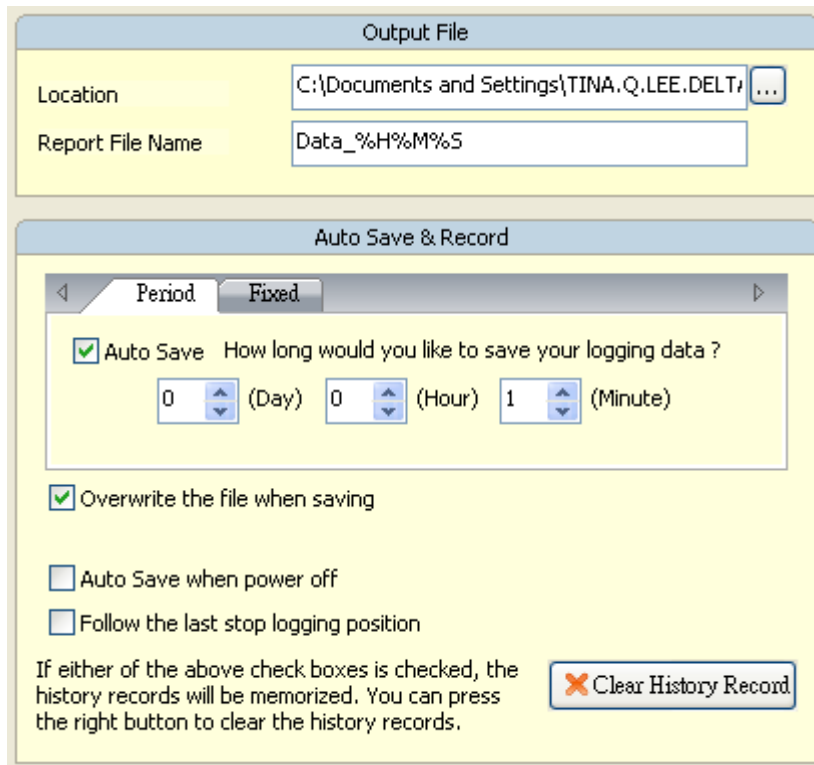 Output File
Location
C:\Documents and Settings\TINA.Q.LEE.DELTA
...
Report File Name
Data_%H%M%S
Auto Save & Record
Period
Fixed
Auto Save How long would you like to save your logging data ?
0 (Day) 0 (Hour) 1 (Minute)
Overwrite the file when saving
Auto Save when power off
Follow the last stop logging position
If either of the above check boxes is checked, the
history records will be memorized. You can press
the right button to clear the history records.
Clear History Record